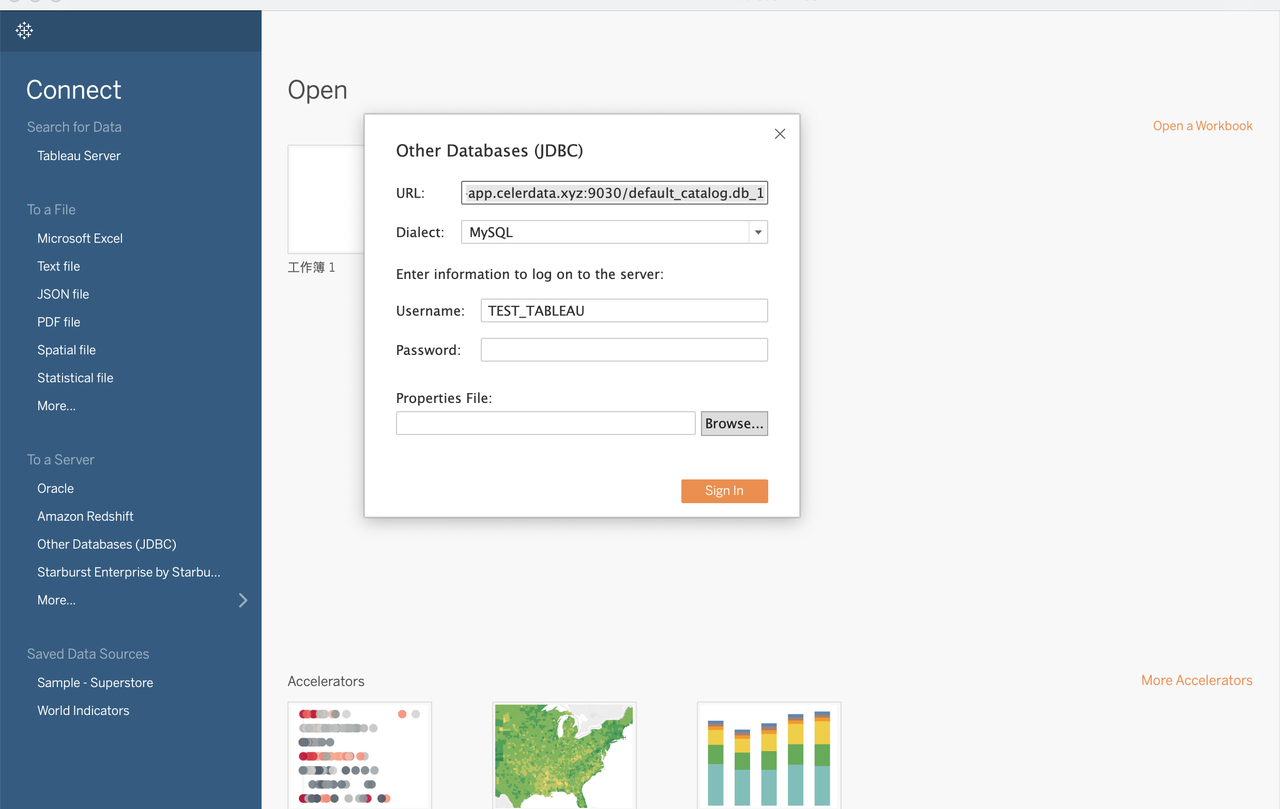 Connect
Search for Data
Tableau Server
To a File
Microsoft Excel
Text file
JSON file
PDF file
Spatial file
Statistical file
More...
To a Server
Oracle
Amazon Redshift
Other Databases (JDBC)
Starburst Enterprise by Starbu...
More...
Saved Data Sources
Sample - Superstore
World Indicators
Open
Open a Workbook
工作簿 1
Other Databases (JDBC)
URL: app.celerdata.xyz:9030/default_catalog.db_1
Dialect: MySQL
Enter information to log on to the server:
Username: TEST_TABLEAU
Password:
Properties File:
Browse...
Sign In
Accelerators
More Accelerators